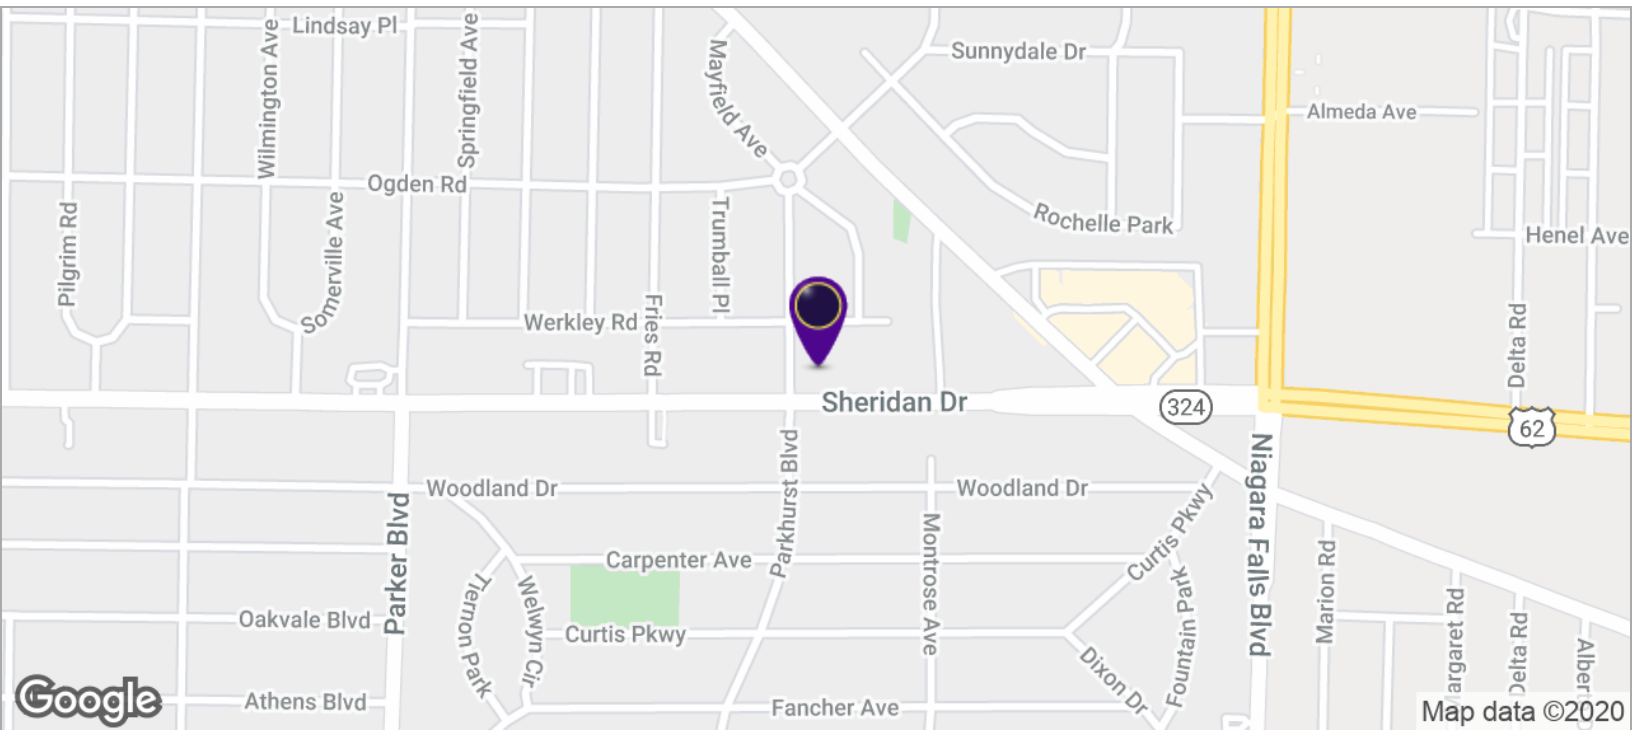 Lindsay Pl
Wilmington Ave
Springfield Ave
Mayfield Ave
Sunnydale Dr
Almeda Ave
Ogden Rd
Pilgrim Rd
Somerville Ave
Trumball Pl
Rochelle Park
Henel Ave
Werkley Rd
Fries Rd
Delta Rd
Sheridan Dr
324
62
Woodland Dr
Parkhurst Blvd
Woodland Dr
Parker Blvd
Niagara Falls Blvd
Carpenter Ave
Montrose Ave
Curtis Pkwy
Tiernon Park
Welwyn Cir
Oakvale Blvd
Curtis Pkwy
Fountain Park
Marion Rd
Margaret Rd
Delta Rd
Albert
Dixon Dr
Athens Blvd
Fancher Ave
Google
Map data ©2020